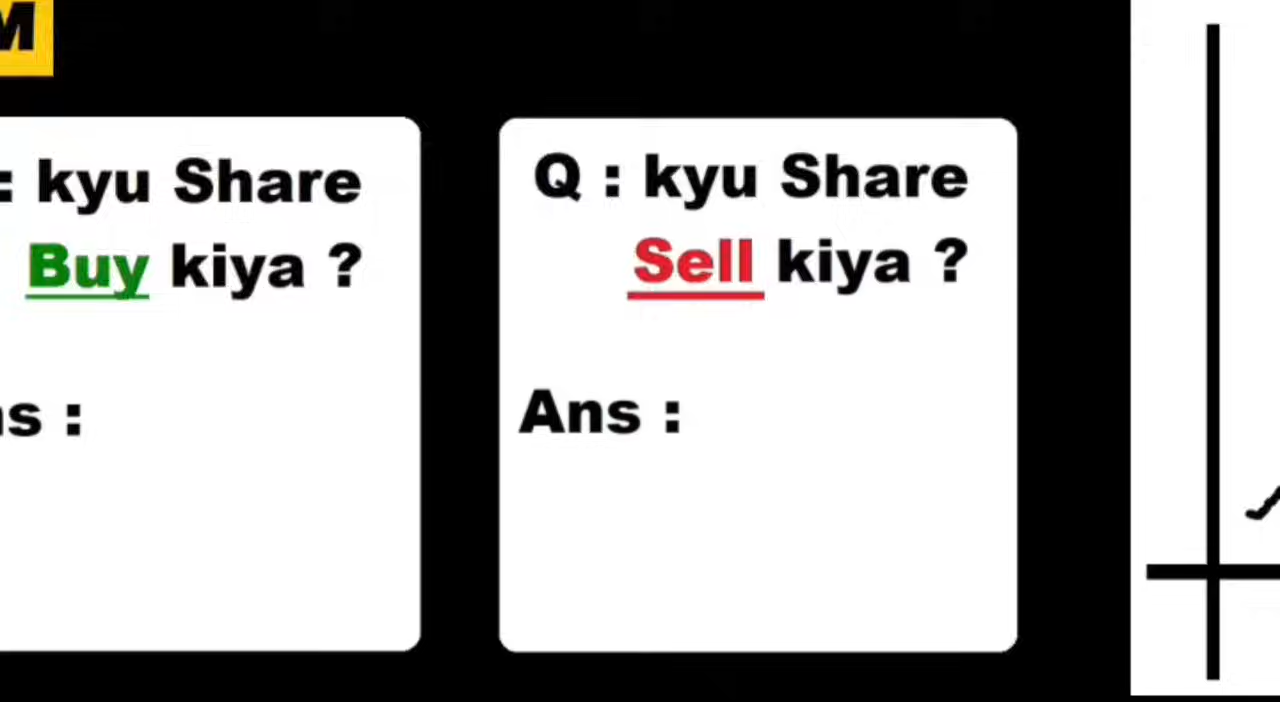 M
: kyu Share
Buy kiya ?
s :
Q : kyu Share
Sell kiya ?
Ans :